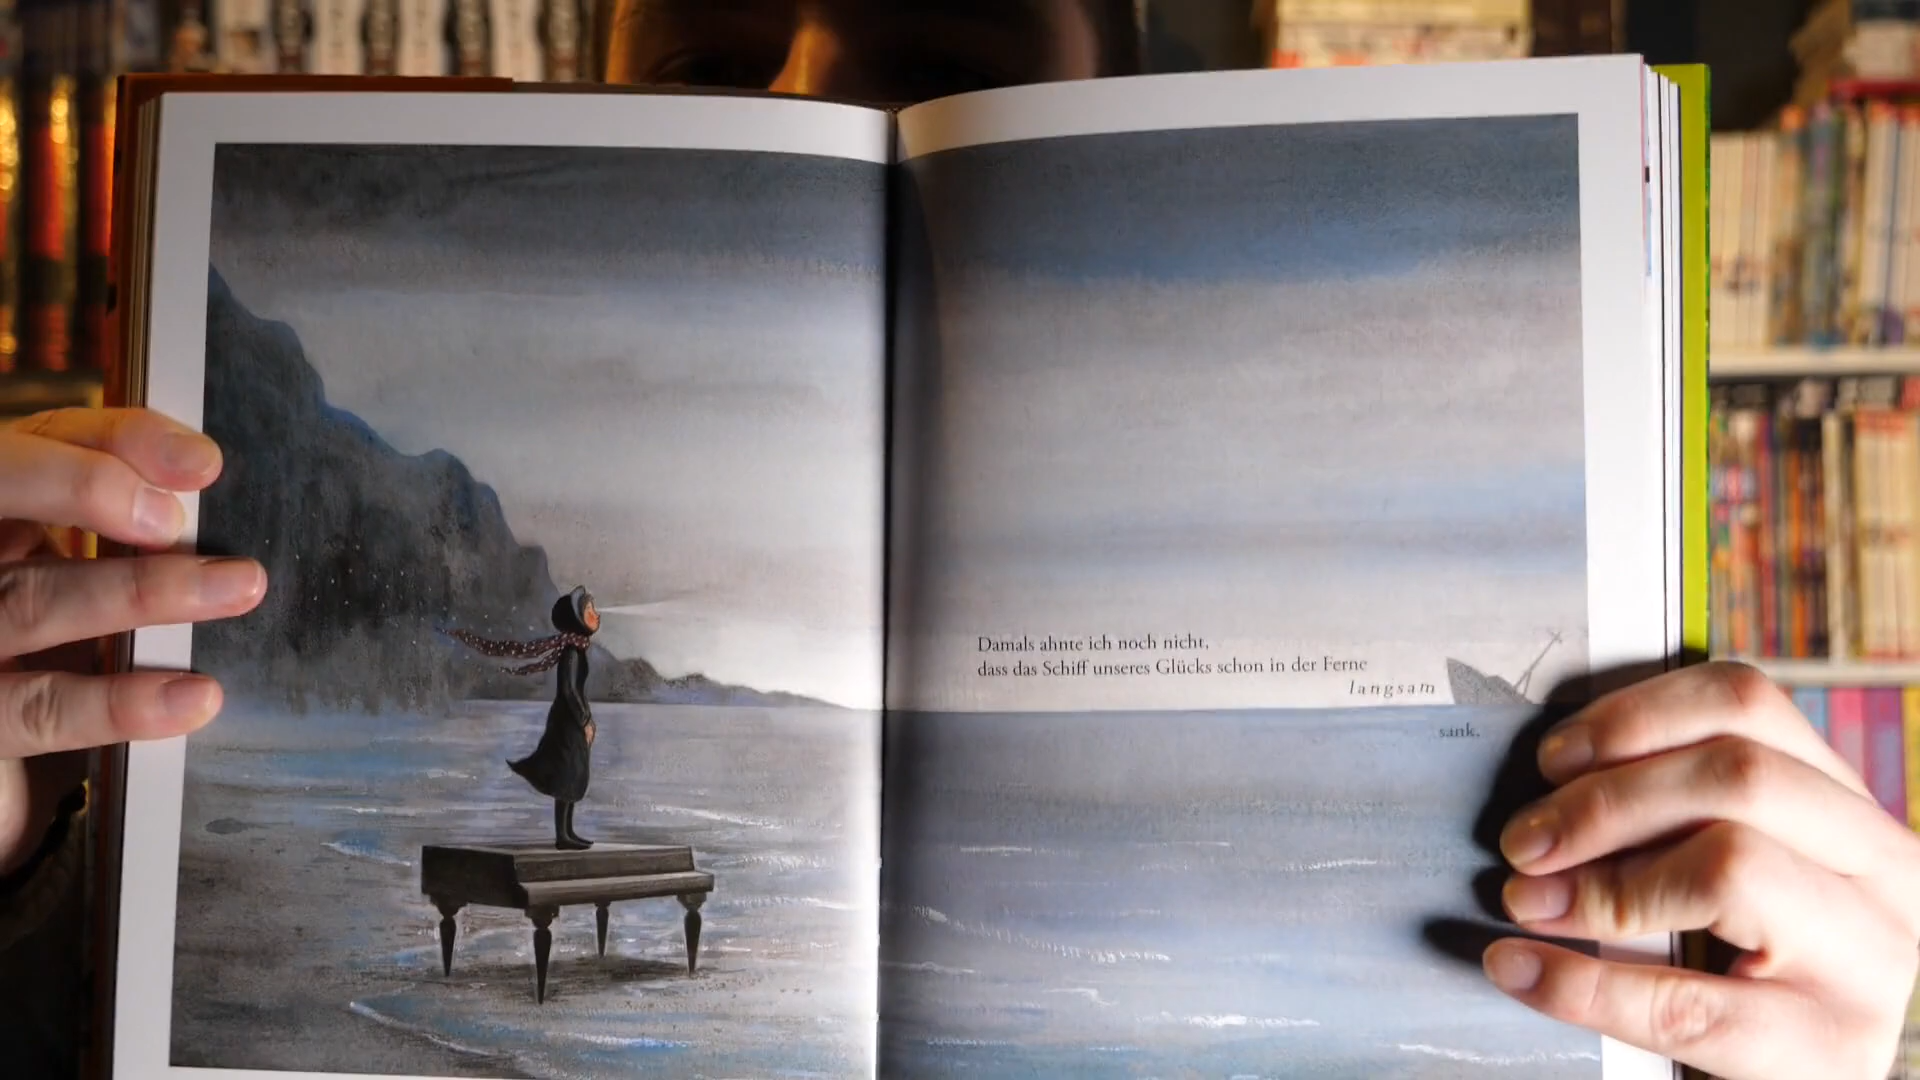 Damals ahnte ich noch nicht,
dass das Schiff unseres Glücks schon in der Ferne
langsam
sank.